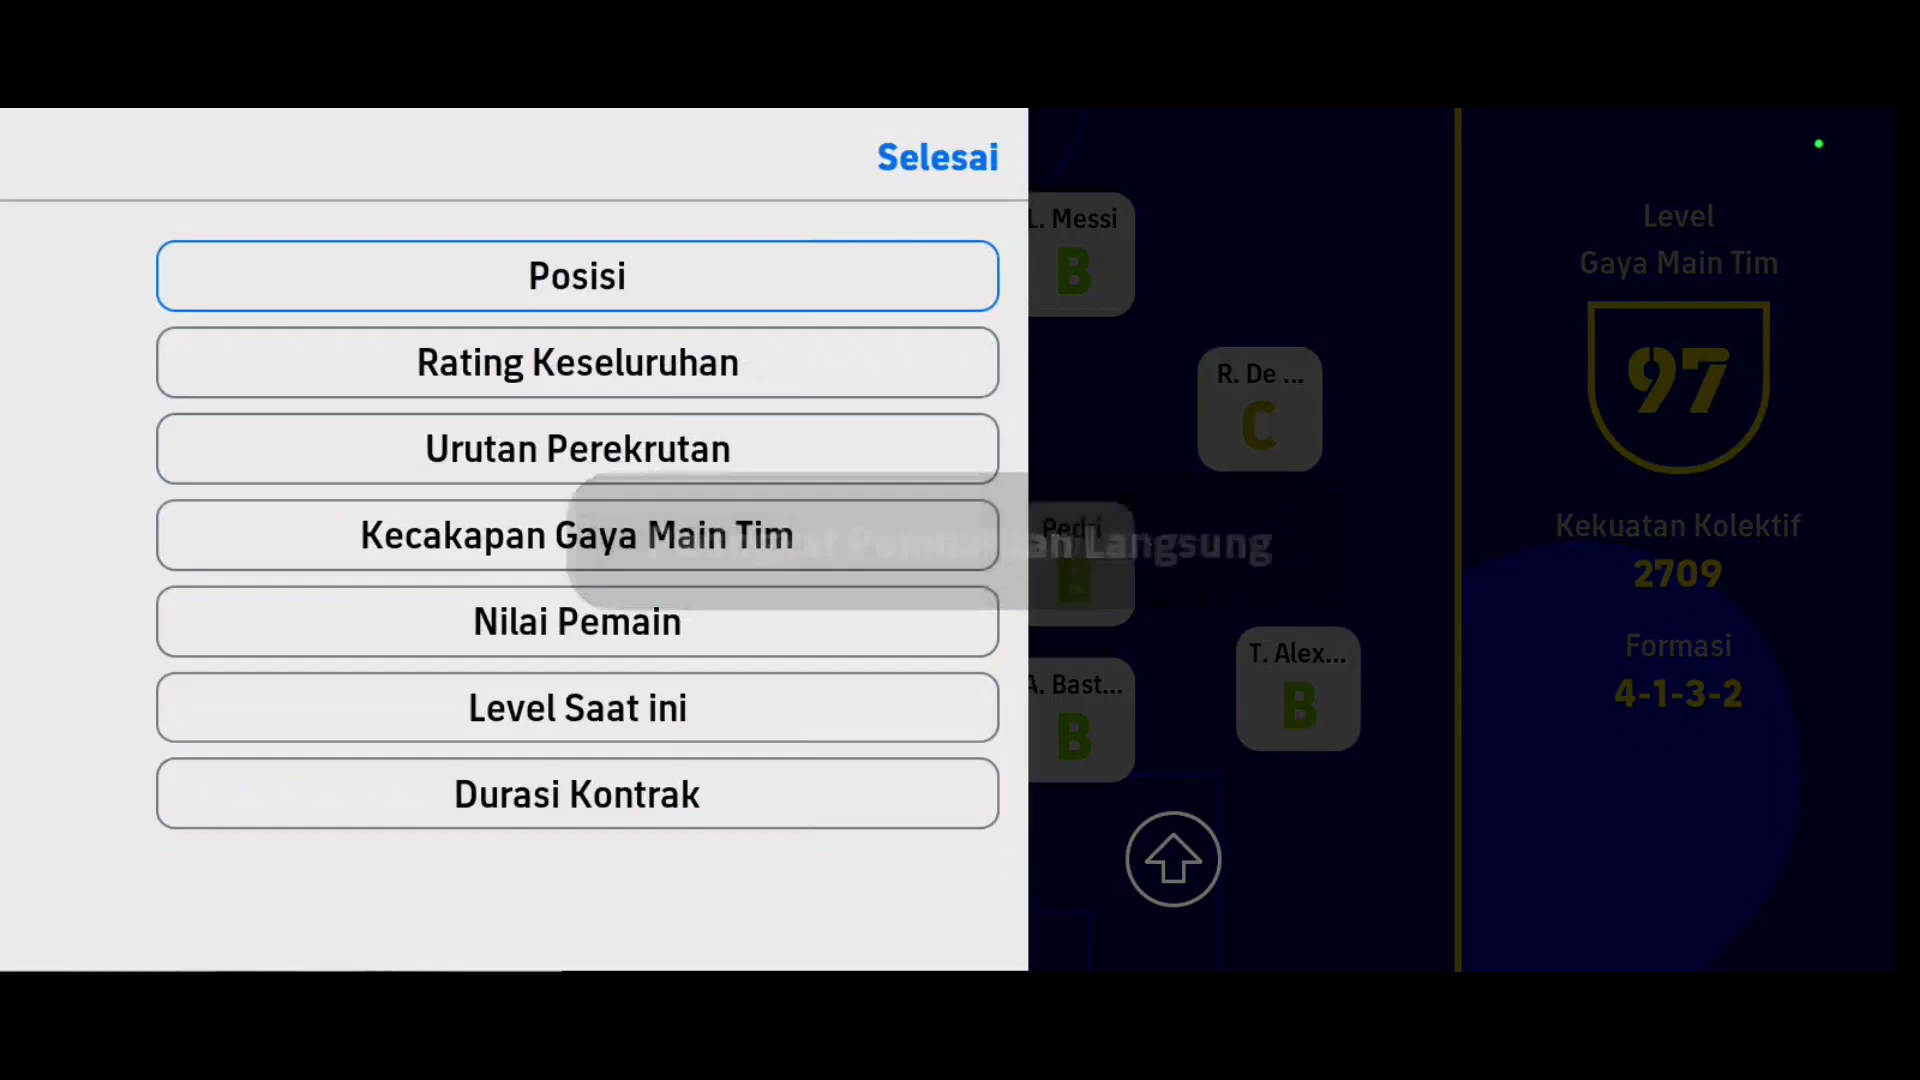 Selesai
Posisi
Rating Keseluruhan
Urutan Perekrutan
Kecakapan Gaya Main Tim
Nilai Pemain
Level Saat ini
Durasi Kontrak
L. Messi
B
R. De ...
C
Pedri
B
Langsung
A. Bast...
B
T. Alex...
B
Level
Gaya Main Tim
97
Kekuatan Kolektif
2709
Formasi
4-1-3-2